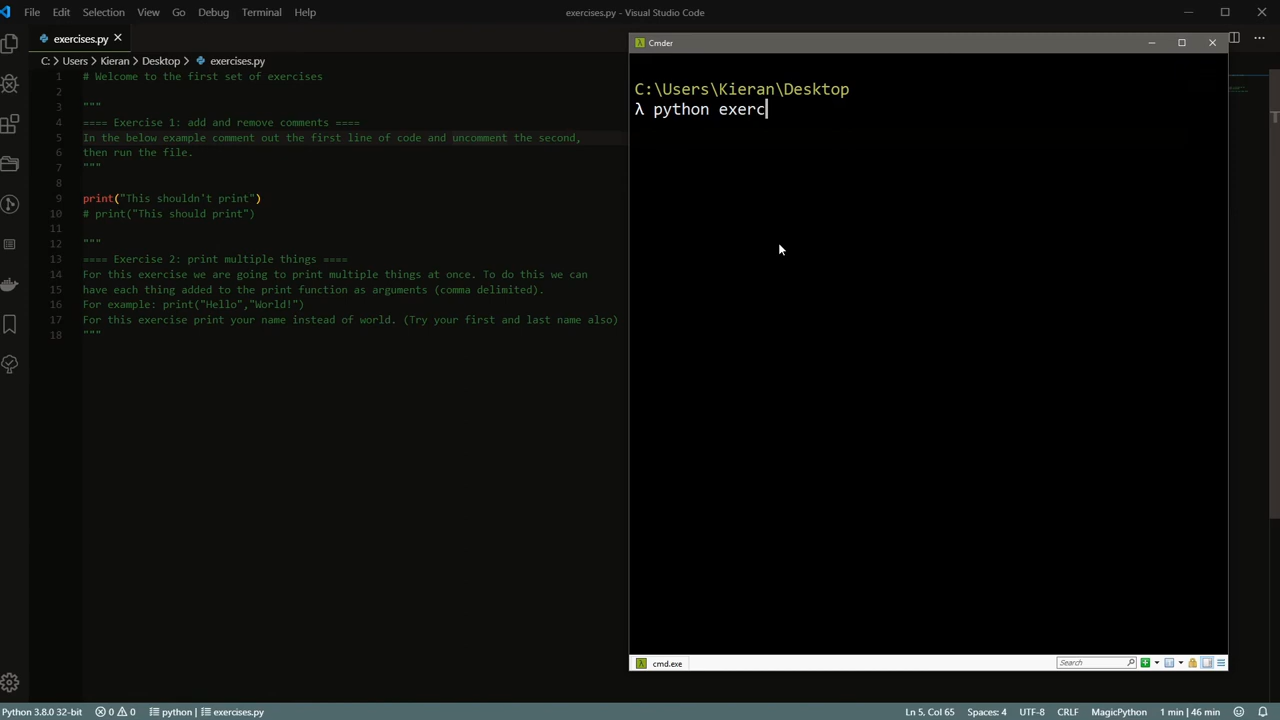 File Edit Selection View Go Debug Terminal Help
exercises.py - Visual Studio Code
exercises.py
C: > Users > Kieran > Desktop > exercises.py
1 # Welcome to the first set of exercises
2
3 """
4 ==== Exercise 1: add and remove comments ====
5 In the below example comment out the first line of code and uncomment the second,
6 then run the file.
7 """
8
9 print("This shouldn't print")
10 # print("This should print")
11
12 """
13 ==== Exercise 2: print multiple things ====
14 For this exercise we are going to print multiple things at once. To do this we can
15 have each thing added to the print function as arguments (comma delimited).
16 For example: print("Hello","World!")
17 For this exercise print your name instead of world. (Try your first and last name also)
18 """
Cmder
C:\Users\Kieran\Desktop
λ python exerc
cmd.exe
Search
Python 3.8.0 32-bit 0 0 python | exercises.py
Ln 5, Col 65 Spaces: 4 UTF-8 CRLF MagicPython 1 min | 46 min